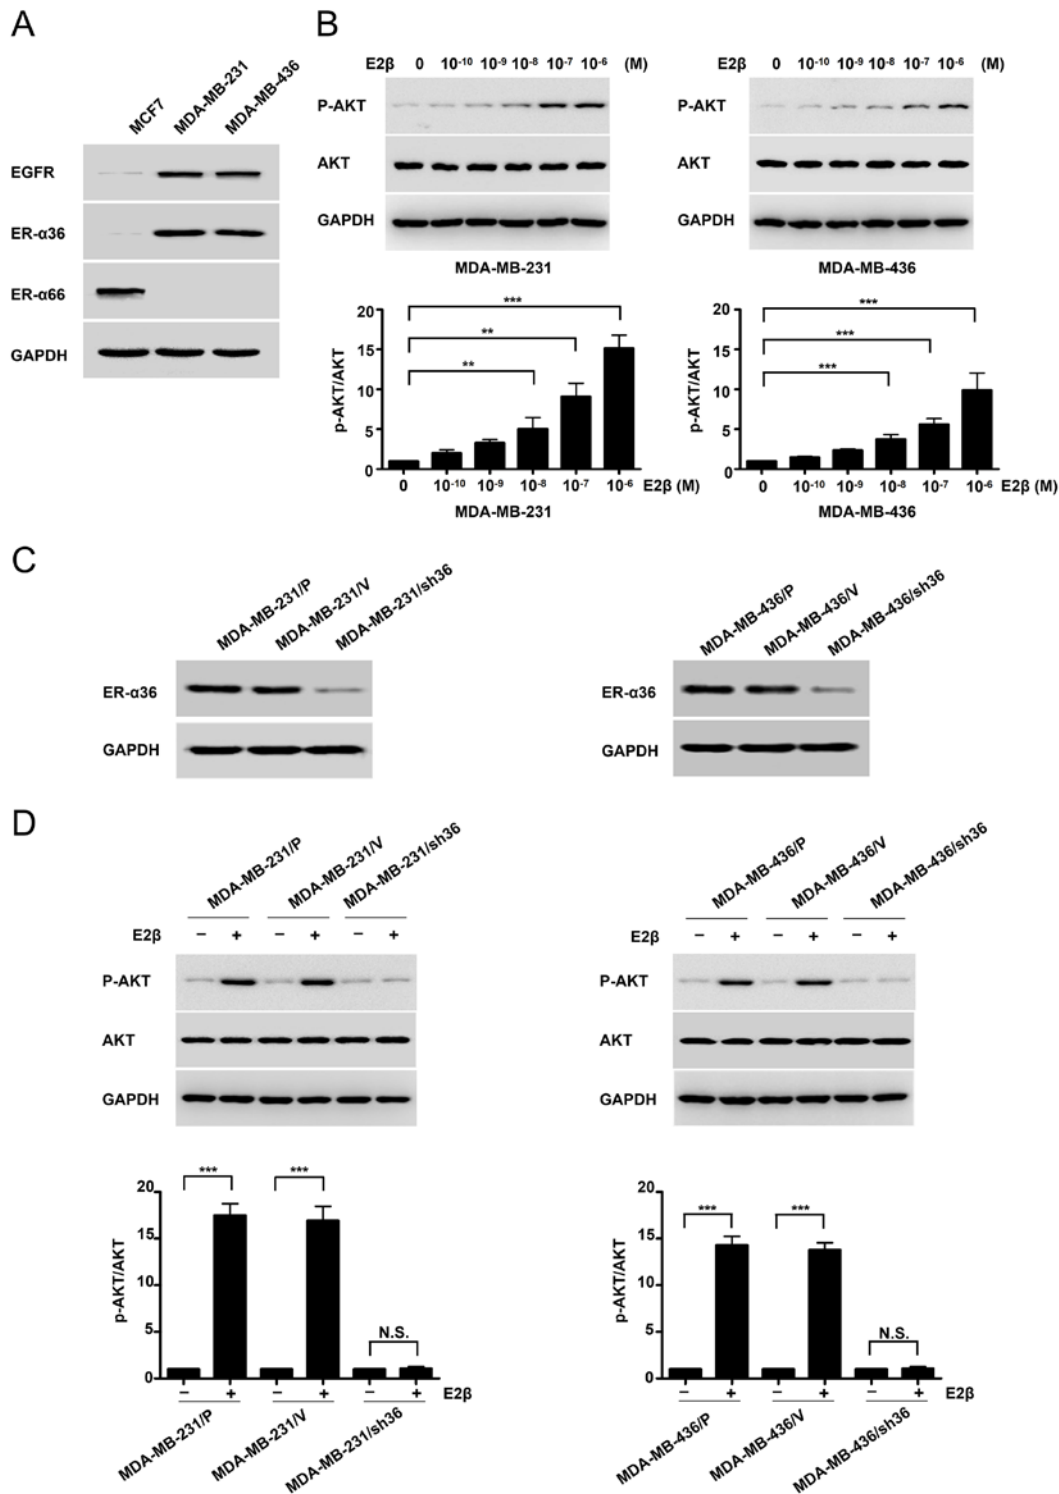 A
MCF7
MDA-MB-231
MDA-MB-436
EGFR
ER-α36
ER-α66
GAPDH
B
E2β 0 10⁻¹⁰ 10⁻⁹ 10⁻⁸ 10⁻⁷ 10⁻⁶ (M)
P-AKT
AKT
GAPDH
MDA-MB-231
E2β 0 10⁻¹⁰ 10⁻⁹ 10⁻⁸ 10⁻⁷ 10⁻⁶ (M)
P-AKT
AKT
GAPDH
MDA-MB-436
p-AKT/AKT
20
15
10
5
0
***
**
**
0 10⁻¹⁰ 10⁻⁹ 10⁻⁸ 10⁻⁷ 10⁻⁶ E2β (M)
MDA-MB-231
p-AKT/AKT
20
15
10
5
0
***
***
***
0 10⁻¹⁰ 10⁻⁹ 10⁻⁸ 10⁻⁷ 10⁻⁶ E2β (M)
MDA-MB-436
C
MDA-MB-231/P
MDA-MB-231/V
MDA-MB-231/sh36
ER-α36
GAPDH
MDA-MB-436/P
MDA-MB-436/V
MDA-MB-436/sh36
ER-α36
GAPDH
D
MDA-MB-231/P
MDA-MB-231/V
MDA-MB-231/sh36
E2β − + − + − +
P-AKT
AKT
GAPDH
MDA-MB-436/P
MDA-MB-436/V
MDA-MB-436/sh36
E2β − + − + − +
P-AKT
AKT
GAPDH
p-AKT/AKT
20
15
10
5
0
***
***
N.S.
− + − + − + E2β
MDA-MB-231/P
MDA-MB-231/V
MDA-MB-231/sh36
p-AKT/AKT
20
15
10
5
0
***
***
N.S.
− + − + − + E2β
MDA-MB-436/P
MDA-MB-436/V
MDA-MB-436/sh36